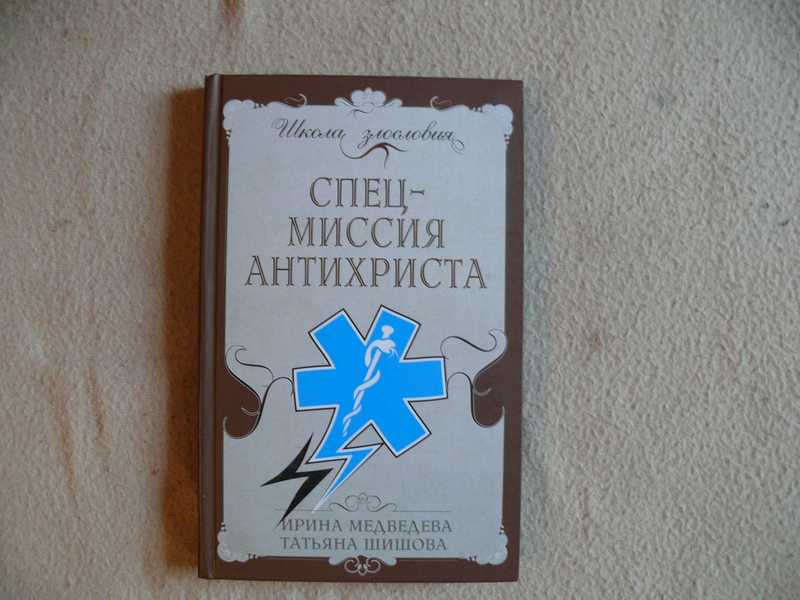 Школа злословия
СПЕЦ-
МИССИЯ
АНТИХРИСТА
ИРИНА МЕДВЕДЕВА
ТАТЬЯНА ШИШОВА